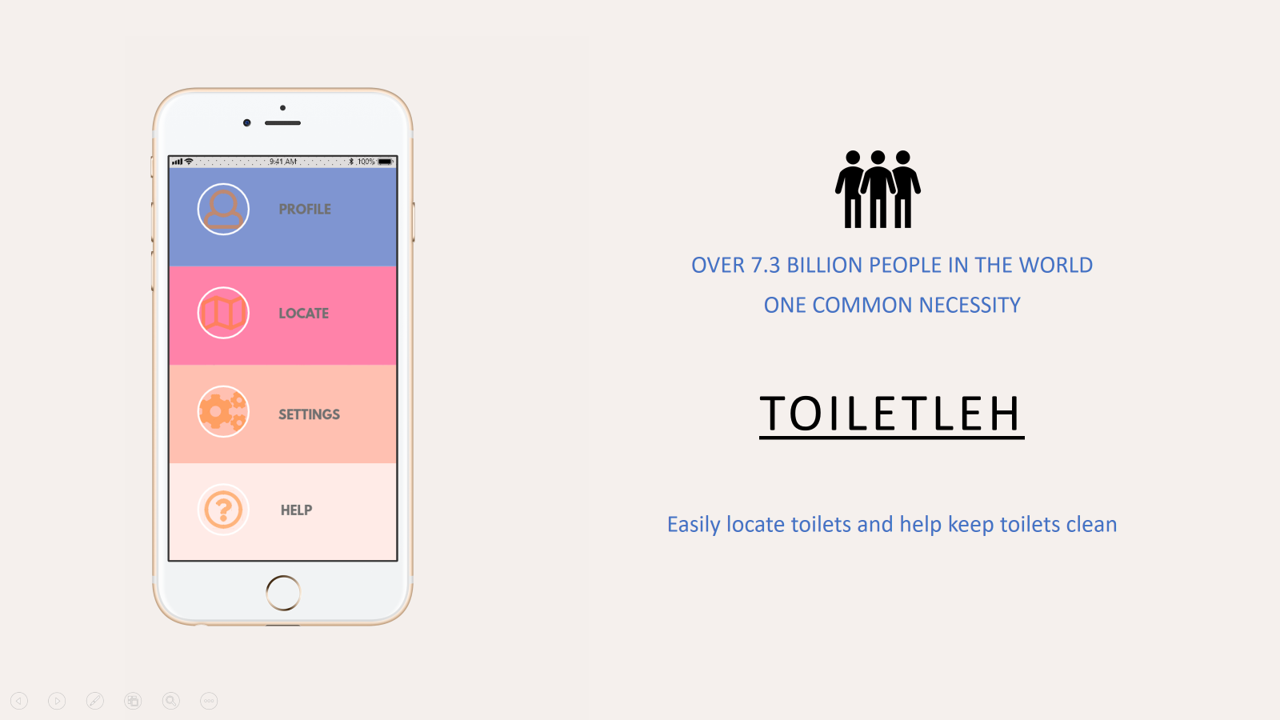 9:41 AM
100%
PROFILE
LOCATE
SETTINGS
HELP
OVER 7.3 BILLION PEOPLE IN THE WORLD
ONE COMMON NECESSITY
TOILETLEH
Easily locate toilets and help keep toilets clean